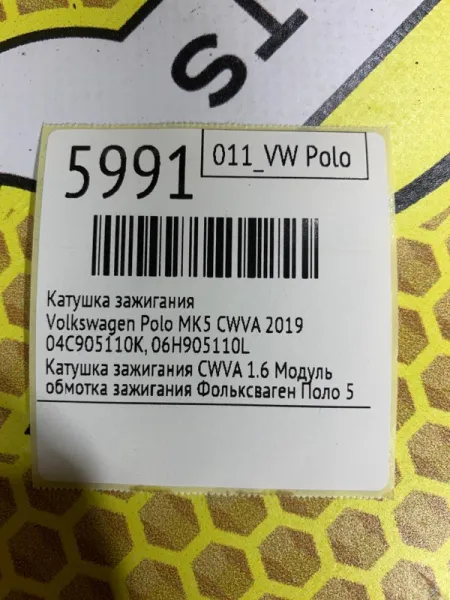 TS
5991
011_VW Polo
Катушка зажигания
Volkswagen Polo MK5 CWVA 2019
04C905110K, 06H905110L
Катушка зажигания CWVA 1.6 Модуль
обмотка зажигания Фольксваген Поло 5